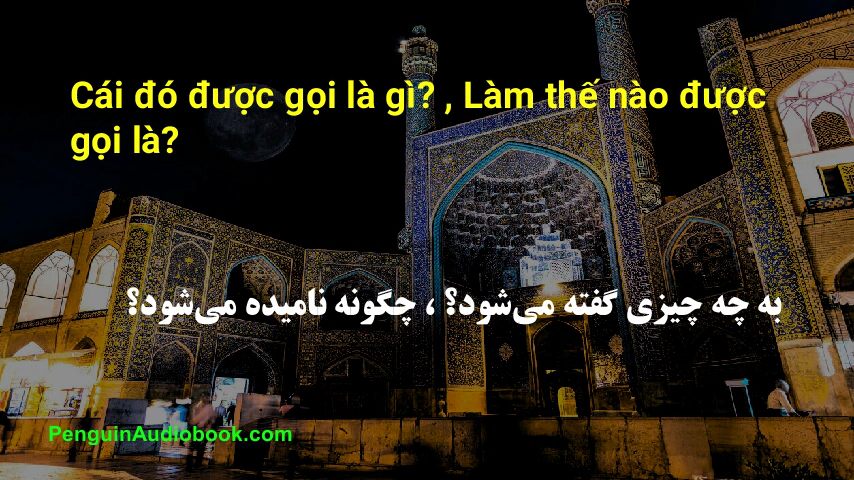 Cái đó được gọi là gì? , Làm thế nào được
gọi là?
به چه چیزی گفته می‌شود؟ ، چگونه نامیده می‌شود؟
PenguinAudiobook.com